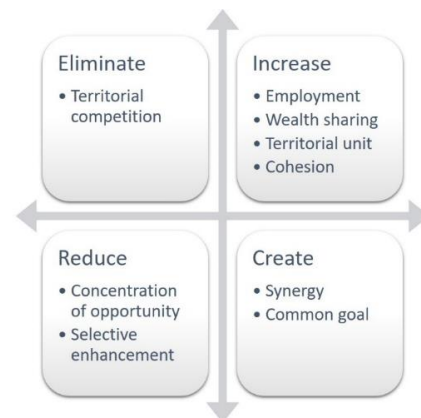 Eliminate
• Territorial
competition
Increase
• Employment
• Wealth sharing
• Territorial unit
• Cohesion
Reduce
• Concentration
of opportunity
• Selective
enhancement
Create
• Synergy
• Common goal